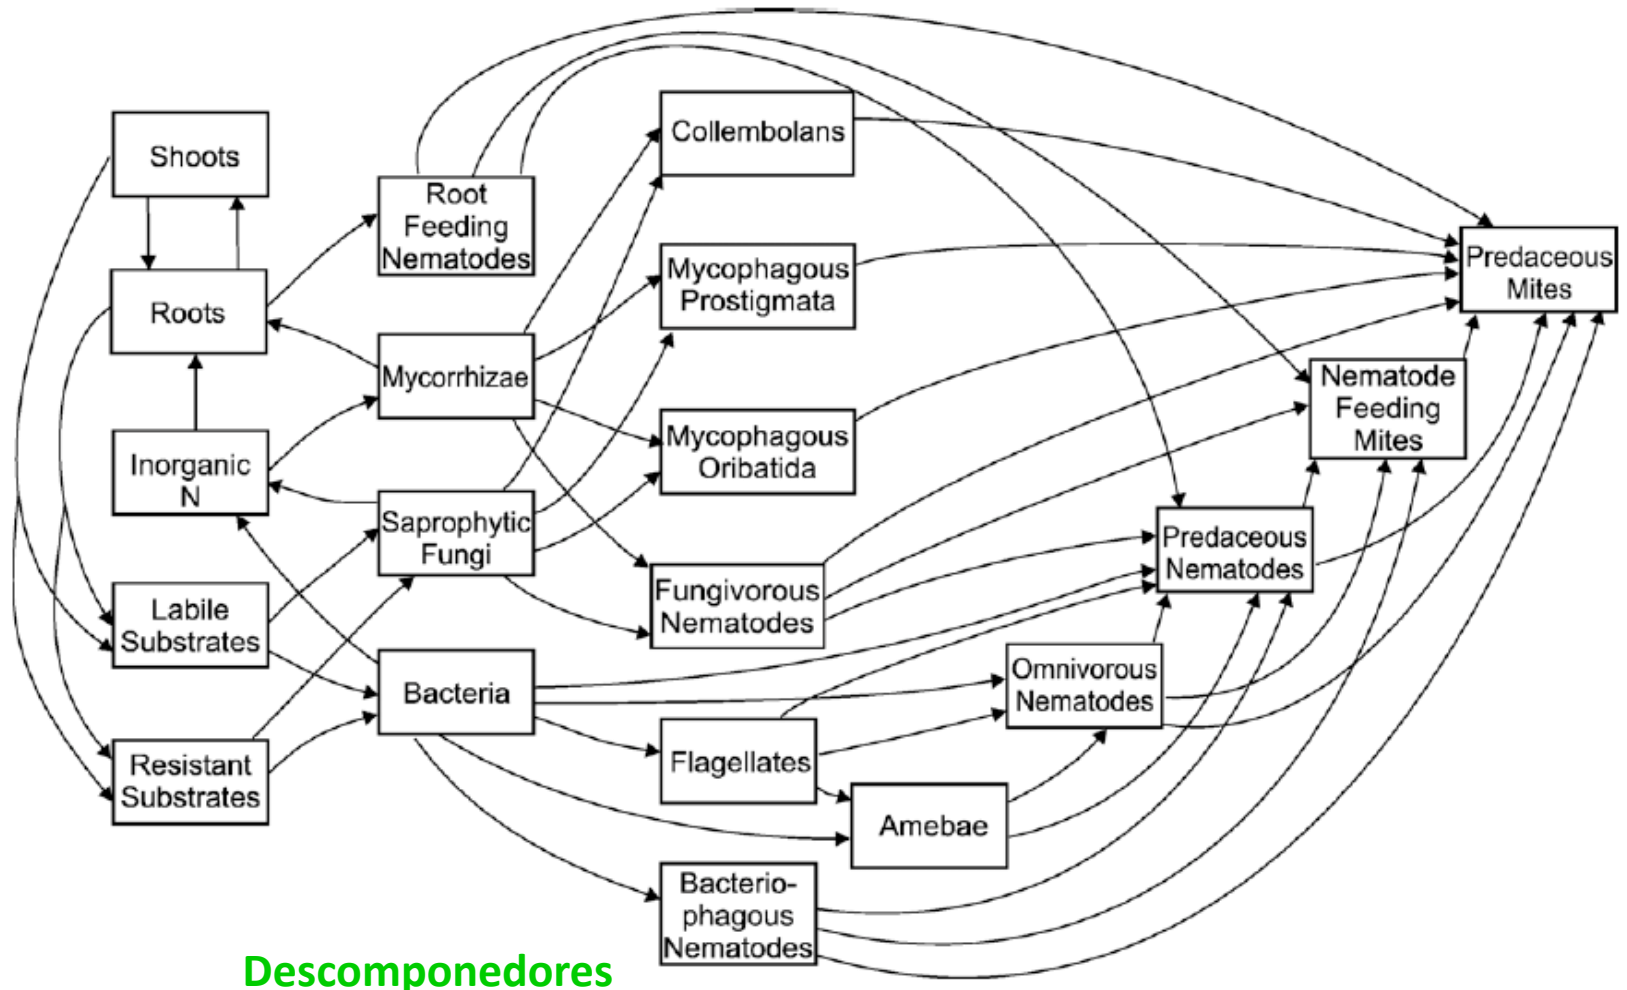 Shoots
Roots
Inorganic
N
Labile
Substrates
Resistant
Substrates
Root
Feeding
Nematodes
Mycorrhizae
Saprophytic
Fungi
Bacteria
Collembolans
Mycophagous
Prostigmata
Mycophagous
Oribatida
Fungivorous
Nematodes
Flagellates
Amebae
Bacterio-
phagous
Nematodes
Omnivorous
Nematodes
Predaceous
Nematodes
Nematode
Feeding
Mites
Predaceous
Mites
Descomponedores